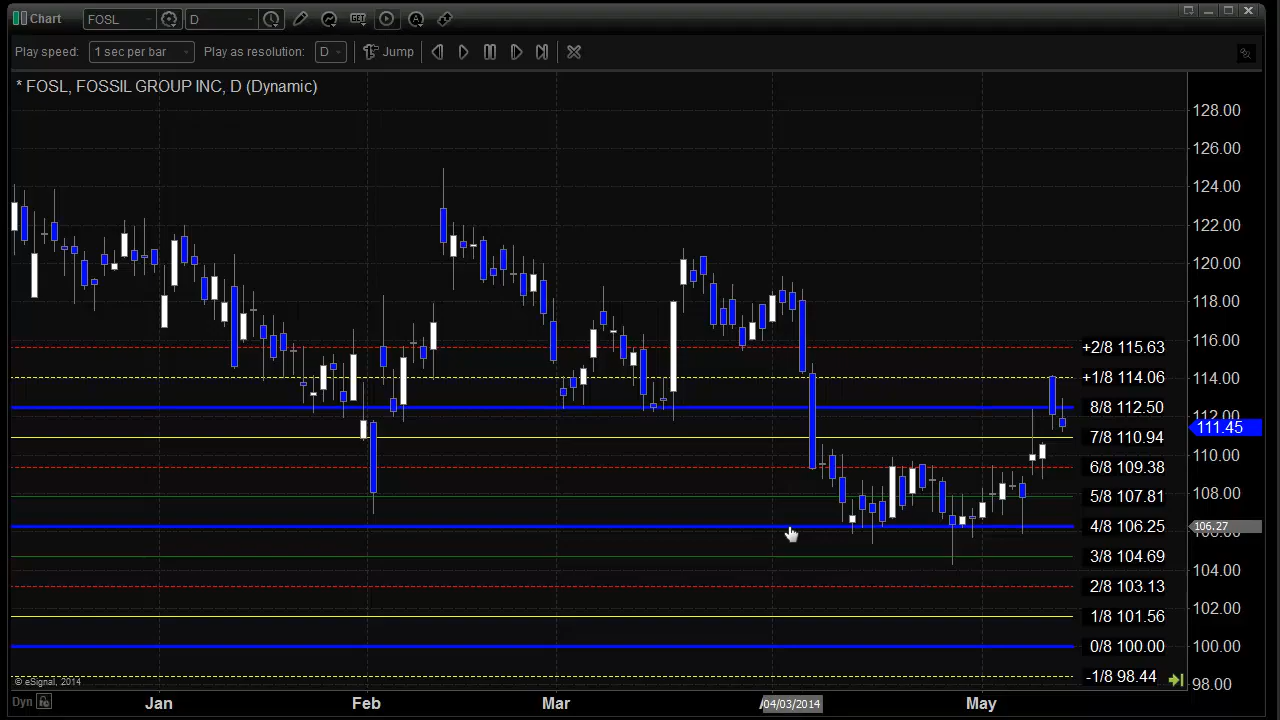 Chart
FOSL
D
GET
A
Play speed:
1 sec per bar
Play as resolution:
D
Jump
* FOSL, FOSSIL GROUP INC, D (Dynamic)
128.00
126.00
124.00
122.00
120.00
118.00
116.00
+2/8 115.63
114.00
+1/8 114.06
112.00
8/8 112.50
111.45
7/8 110.94
110.00
6/8 109.38
108.00
5/8 107.81
106.00
4/8 106.25
106.27
3/8 104.69
104.00
2/8 103.13
102.00
1/8 101.56
100.00
0/8 100.00
-1/8 98.44
98.00
© eSignal, 2014
Dyn
Jan
Feb
Mar
04/03/2014
May